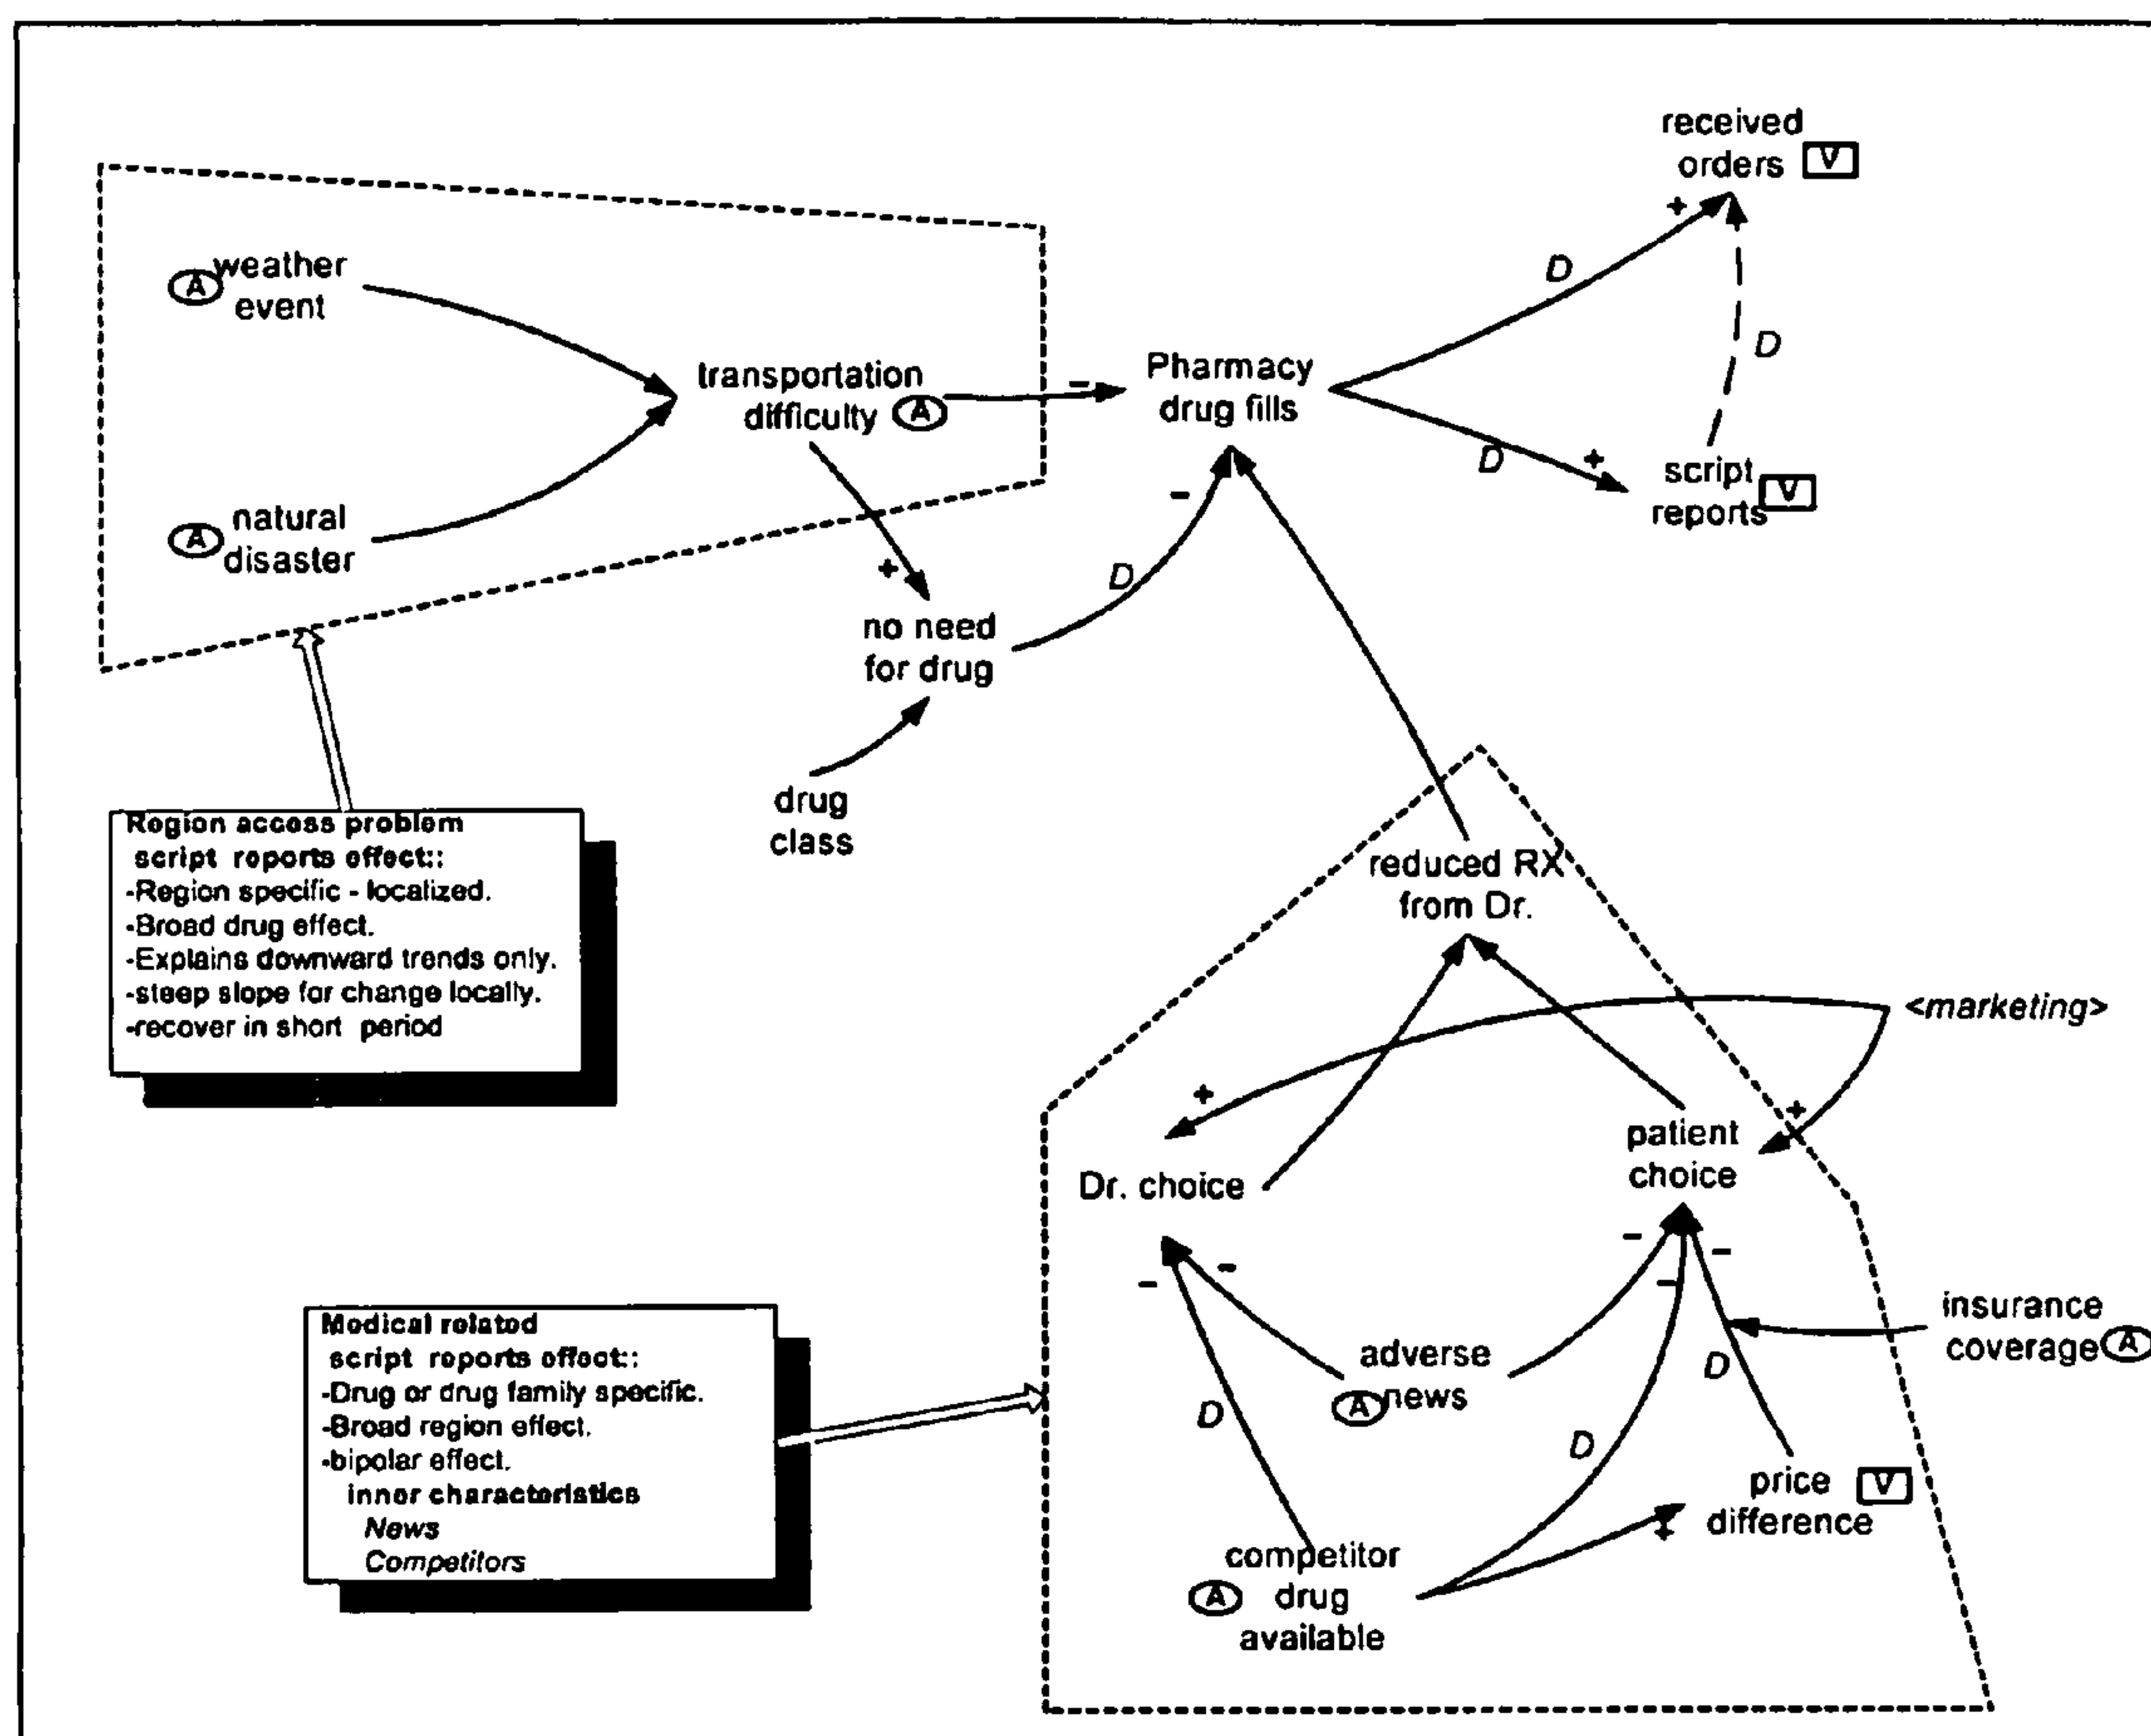 received
orders V
A weather
event
D
+
D
transportation
difficulty A
-
Pharmacy
drug fills
A natural
disaster
D
+
script
reports V
-
+
D
no need
for drug
drug
class
Region access problem
script reports effect::
-Region specific - localized.
-Broad drug effect.
-Explains downward trends only.
-steep slope for change locally.
-recover in short period
reduced RX
from Dr.
<marketing>
+
+
patient
choice
Dr. choice
-
-
-
-
-
insurance
coverage A
Medical related
script reports effect::
-Drug or drug family specific.
-Broad region effect.
-bipolar effect.
inner characteristics
News
Competitors
adverse
A news
D
D
D
price V
difference
+
competitor
A drug
available